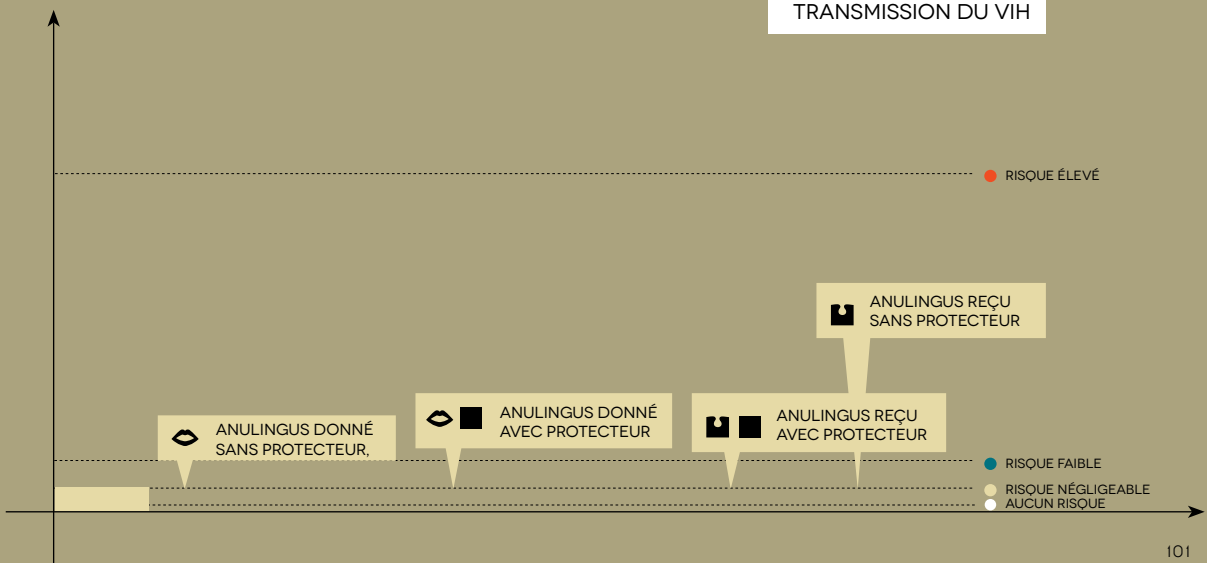 TRANSMISSION DU VIH
RISQUE ÉLEVÉ
ANULINGUS REÇU
SANS PROTECTEUR
ANULINGUS DONNÉ
SANS PROTECTEUR,
ANULINGUS DONNÉ
AVEC PROTECTEUR
ANULINGUS REÇU
AVEC PROTECTEUR
RISQUE FAIBLE
RISQUE NÉGLIGEABLE
AUCUN RISQUE
101